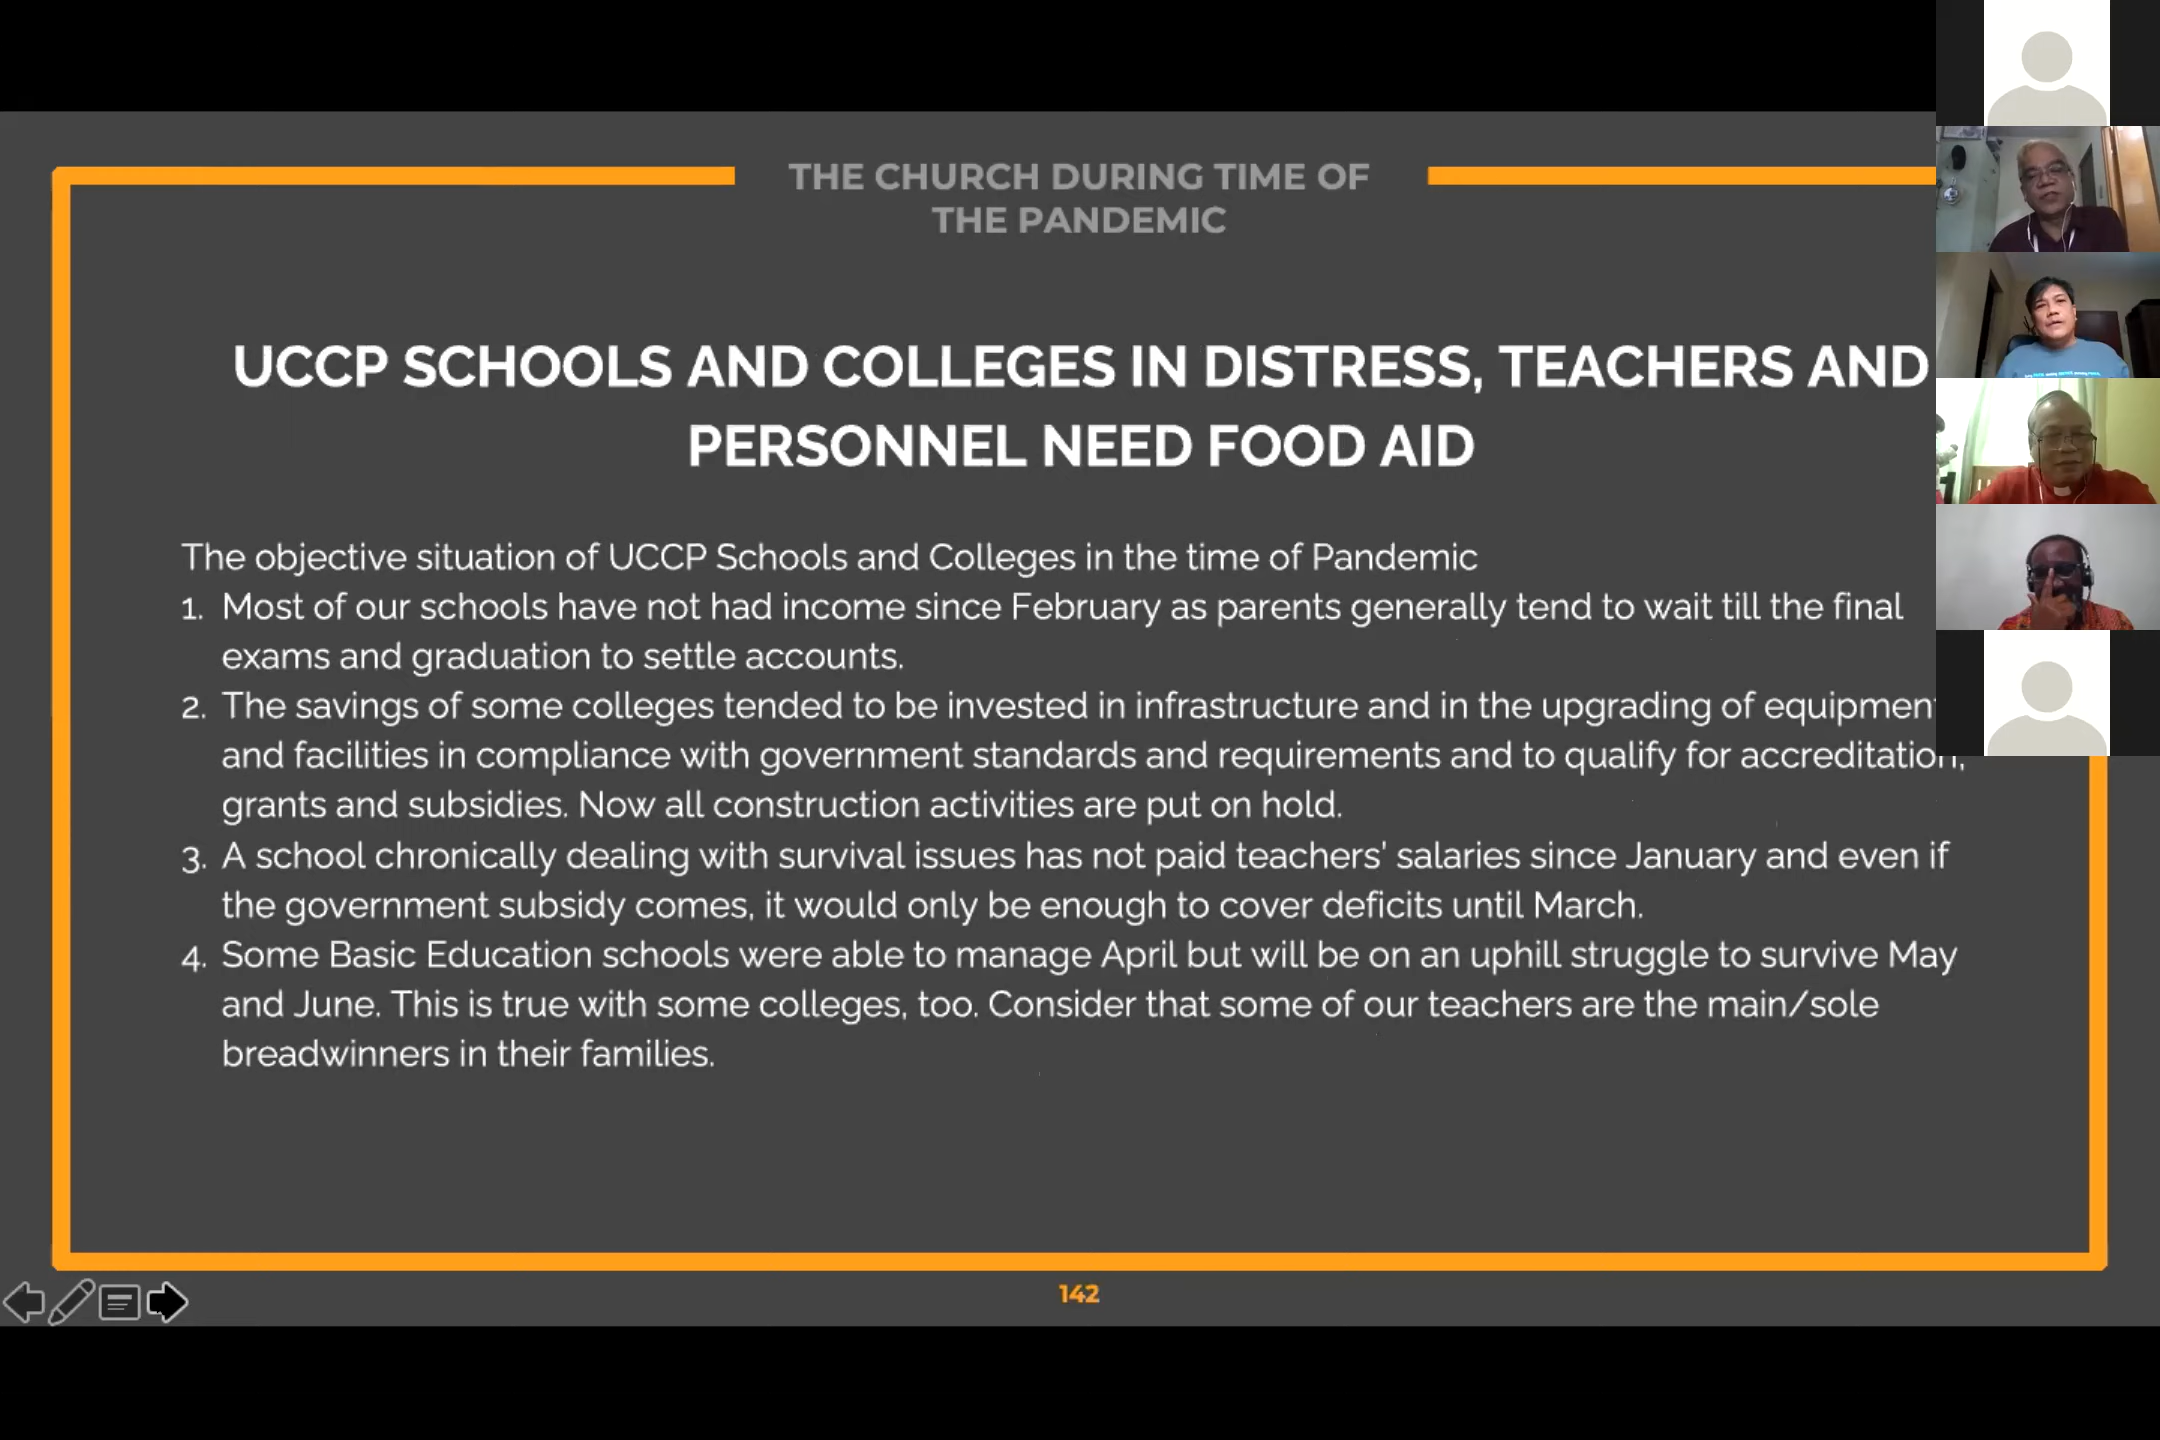 THE CHURCH DURING TIME OF
THE PANDEMIC
UCCP SCHOOLS AND COLLEGES IN DISTRESS, TEACHERS AND
PERSONNEL NEED FOOD AID
The objective situation of UCCP Schools and Colleges in the time of Pandemic
1. Most of our schools have not had income since February as parents generally tend to wait till the final
exams and graduation to settle accounts.
2. The savings of some colleges tended to be invested in infrastructure and in the upgrading of equipment
and facilities in compliance with government standards and requirements and to qualify for accreditation,
grants and subsidies. Now all construction activities are put on hold.
3. A school chronically dealing with survival issues has not paid teachers' salaries since January and even if
the government subsidy comes, it would only be enough to cover deficits until March.
4. Some Basic Education schools were able to manage April but will be on an uphill struggle to survive May
and June. This is true with some colleges, too. Consider that some of our teachers are the main/sole
breadwinners in their families.
142